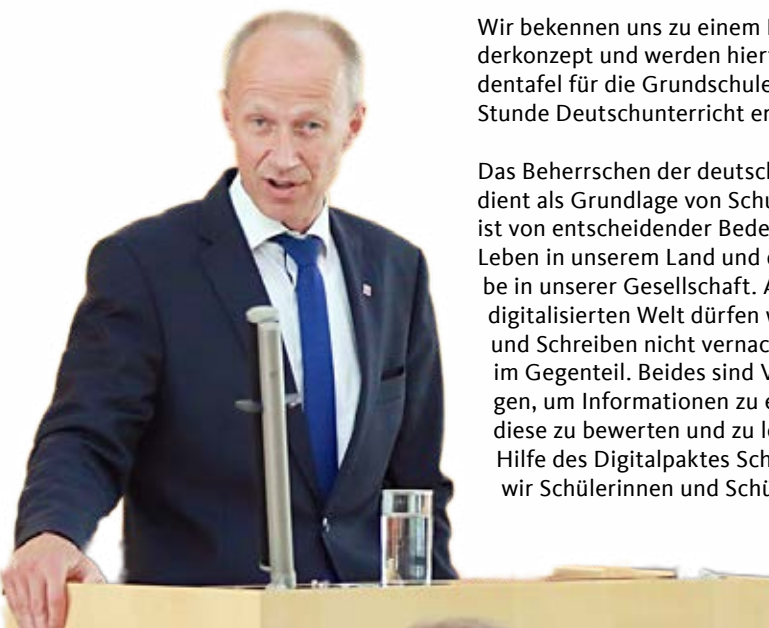 Wir bekennen uns zu einem
derkonzept und werden hier
dentafel für die Grundschule
Stunde Deutschunterricht er
Das Beherrschen der deutsch
dient als Grundlage von Schu
ist von entscheidender Bede
Leben in unserem Land und
be in unserer Gesellschaft. A
digitalisierten Welt dürfen
und Schreiben nicht vernac
im Gegenteil. Beides sind V
gen, um Informationen zu e
diese zu bewerten und zu le
Hilfe des Digitalpaktes Sch
wir Schülerinnen und Schü